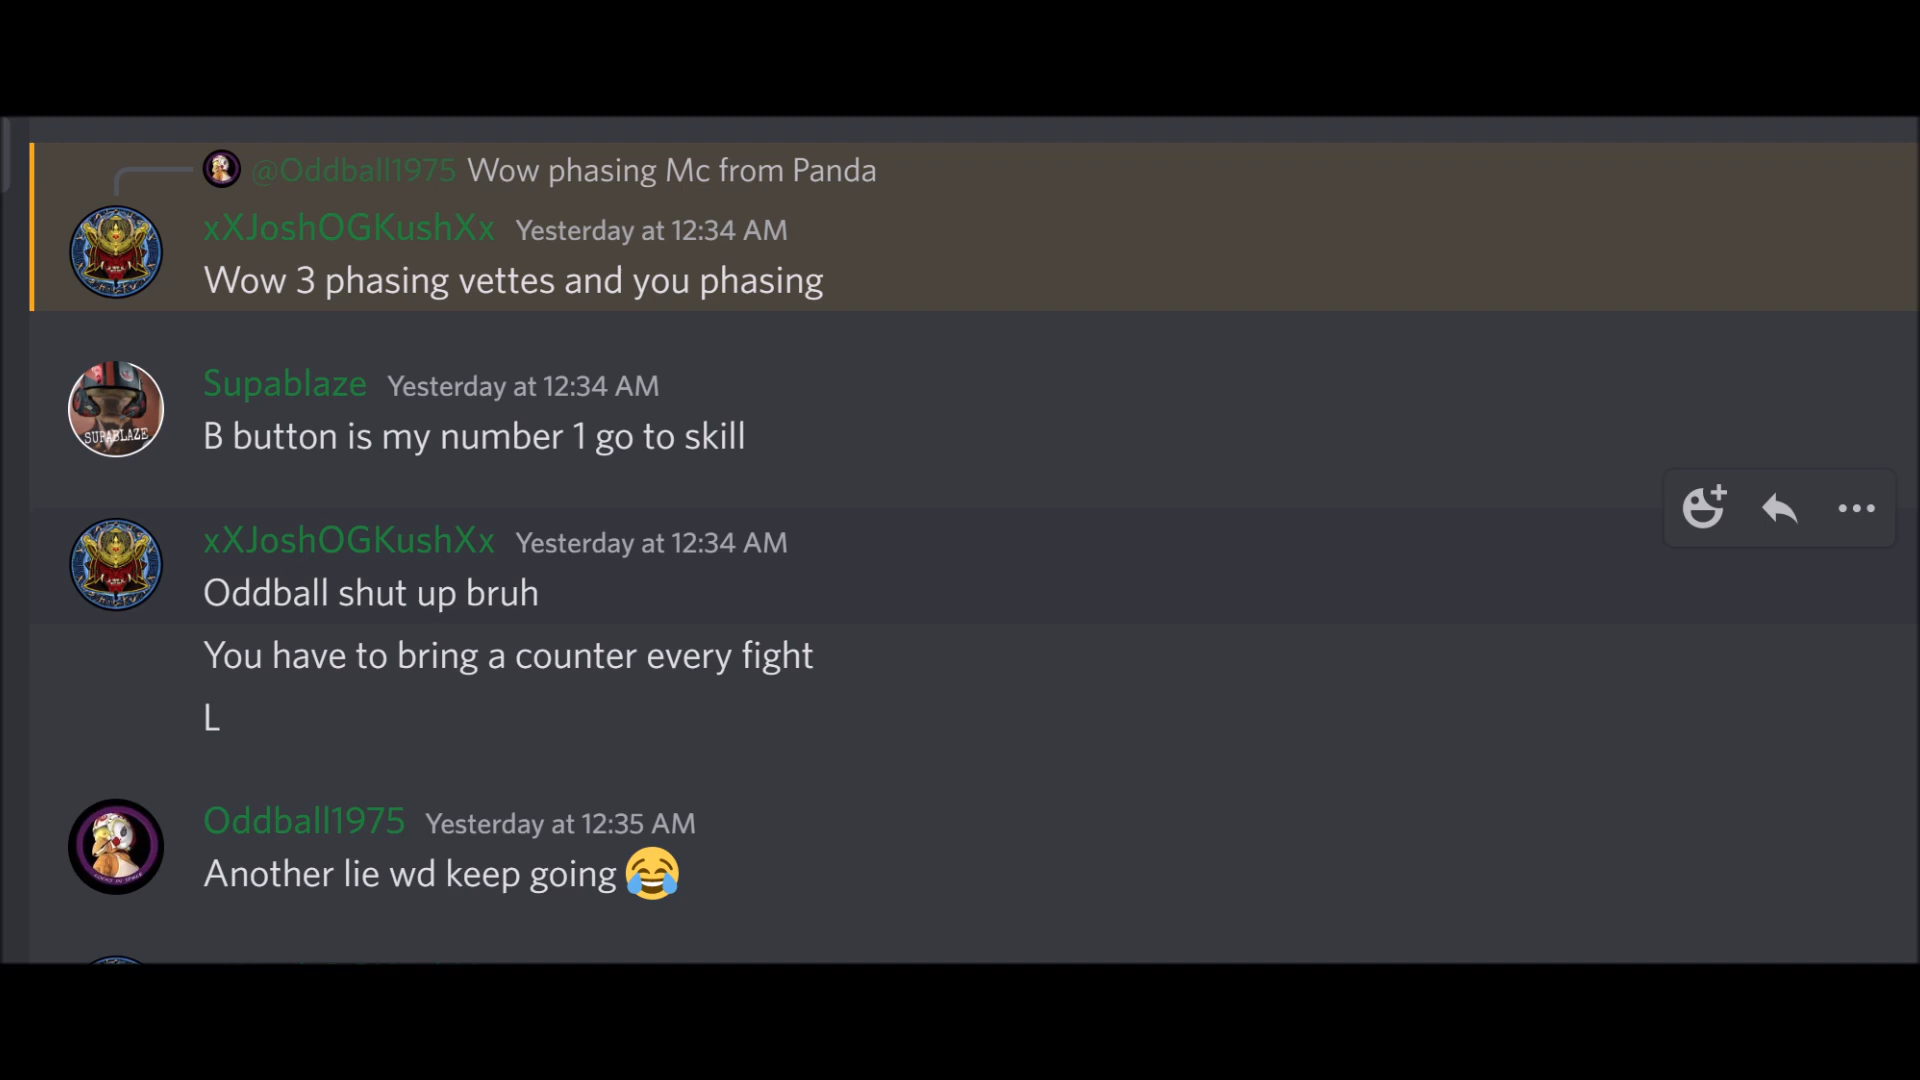 @Oddball1975 Wow phasing Mc from Panda
xXJoshOGKushXx Yesterday at 12:34 AM
Wow 3 phasing vettes and you phasing
Supablaze Yesterday at 12:34 AM
SUPABLAZE
B button is my number 1 go to skill
xXJoshOGKushXx Yesterday at 12:34 AM
Oddball shut up bruh
You have to bring a counter every fight
L
Oddball1975 Yesterday at 12:35 AM
Another lie wd keep going 😂